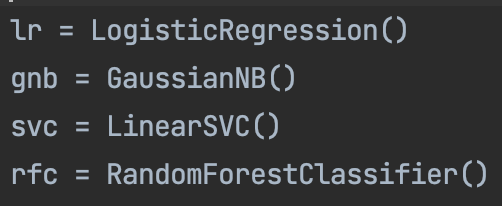 lr = LogisticRegression()
gnb = GaussianNB()
svc = LinearSVC()
rfc = RandomForestClassifier()